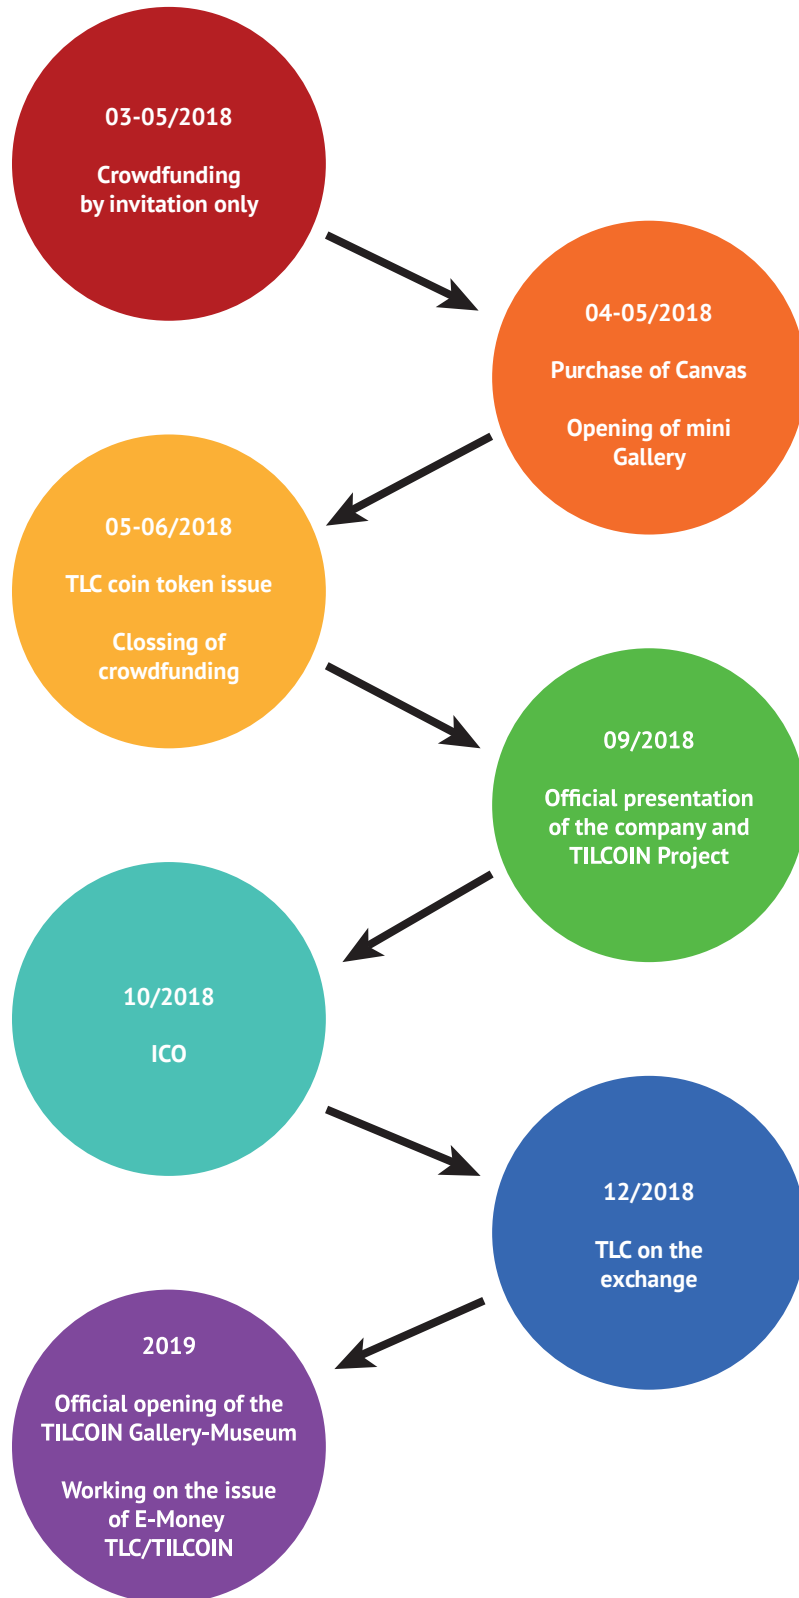 03-05/2018
Crowdfunding
by invitation only
04-05/2018
Purchase of Canvas
Opening of mini
Gallery
05-06/2018
TLC coin token issue
Clossing of
crowdfunding
09/2018
Official presentation
of the company and
TILCOIN Project
10/2018
ICO
12/2018
TLC on the
exchange
2019
Official opening of the
TILCOIN Gallery-Museum
Working on the issue
of E-Money
TLC/TILCOIN